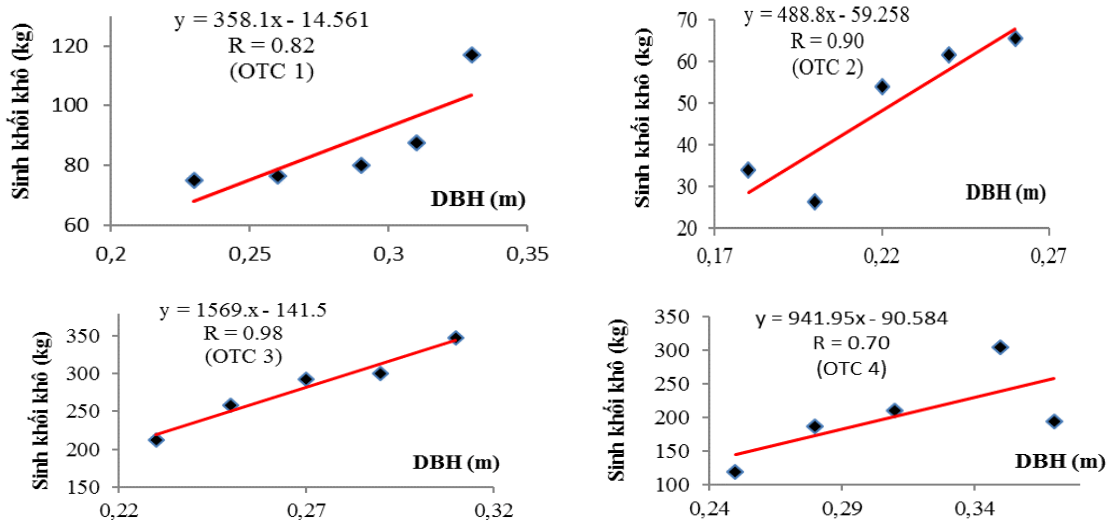 y = 358.1x - 14.561
R = 0.82
(OTC 1)
Sinh khối khô (kg)
120
100
80
60
DBH (m)
0,2
0,25
0,3
0,35
y = 488.8x - 59.258
R = 0.90
(OTC 2)
Sinh khối khô (kg)
70
60
50
40
30
20
DBH (m)
0,17
0,22
0,27
y = 1569.x - 141.5
R = 0.98
(OTC 3)
Sinh khối khô (kg)
350
300
250
200
150
DBH (m)
0,22
0,27
0,32
y = 941.95x - 90.584
R = 0.70
(OTC 4)
Sinh khối khô (kg)
350
300
250
200
150
100
DBH (m)
0,24
0,29
0,34